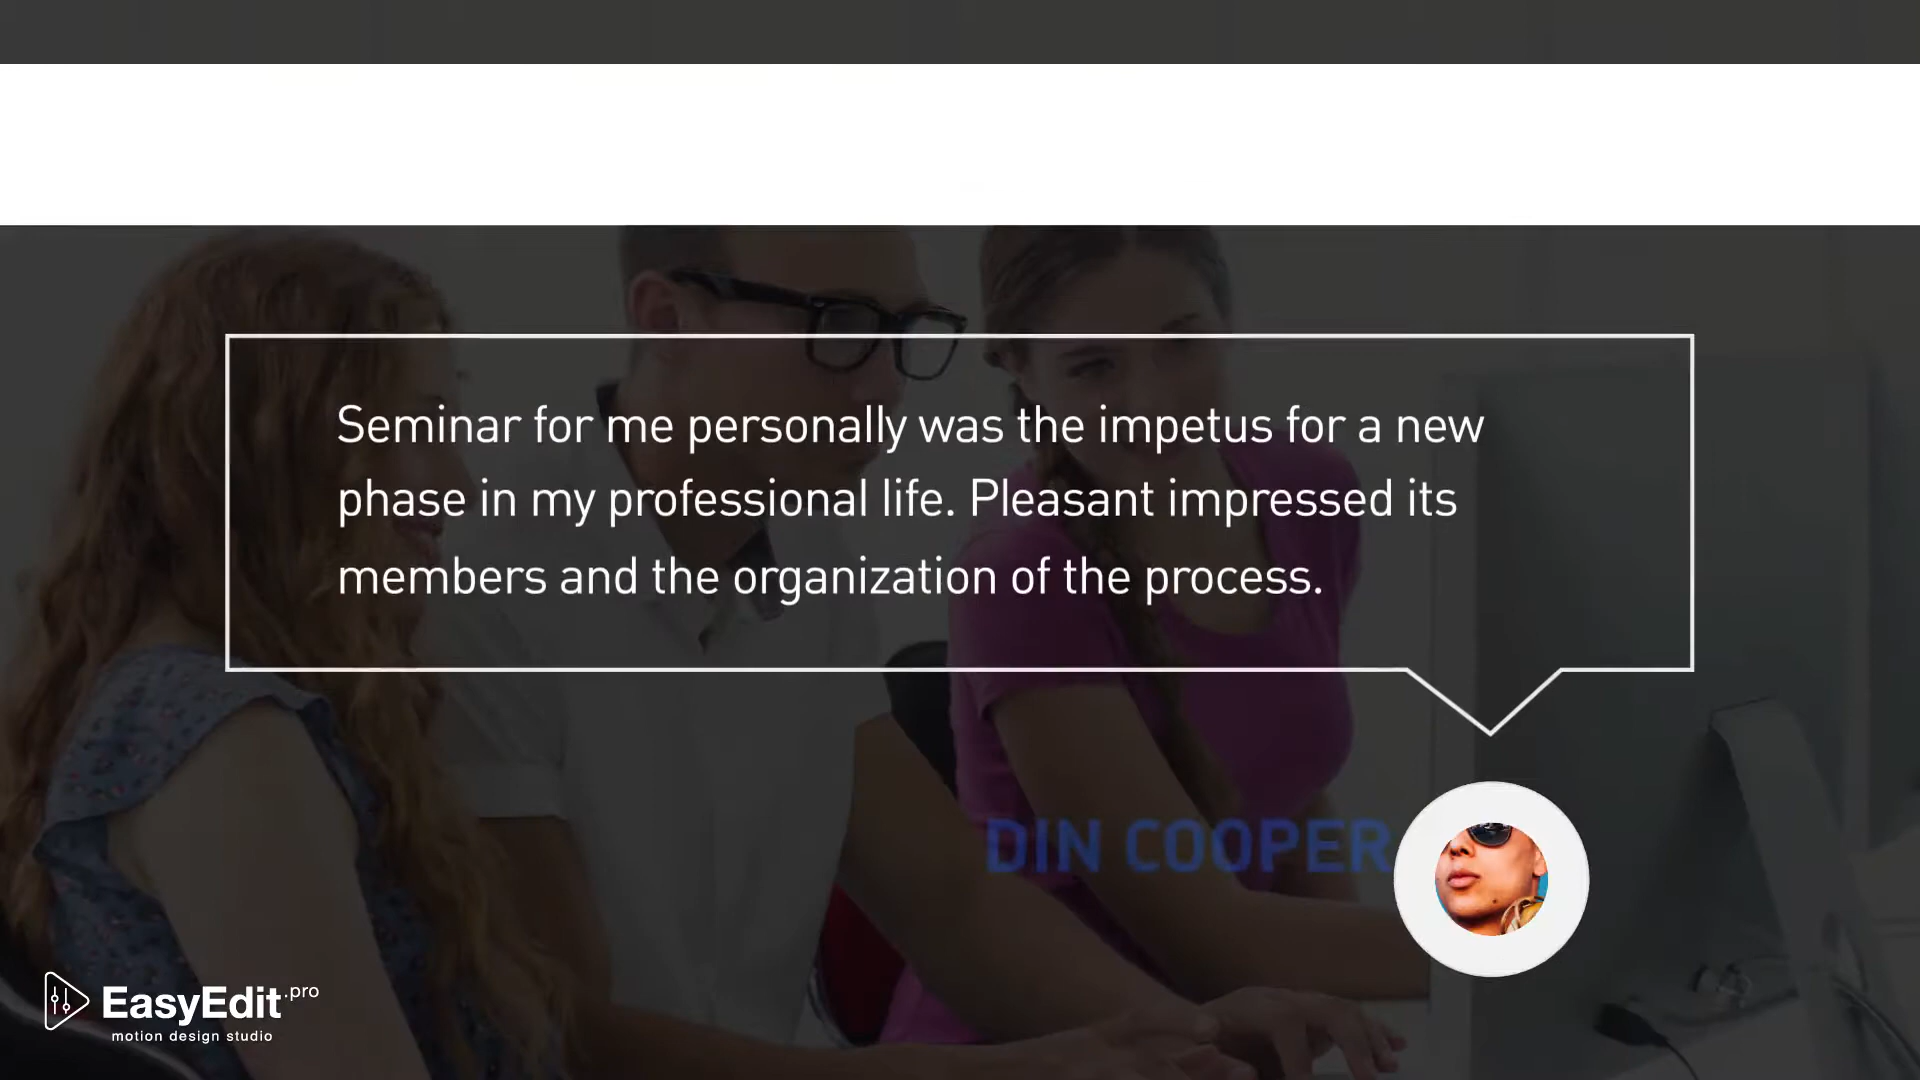 Seminar for me personally was the impetus for a new
phase in my professional life. Pleasant impressed its
members and the organization of the process.
DIN COOPER
EasyEdit.pro
motion design studio